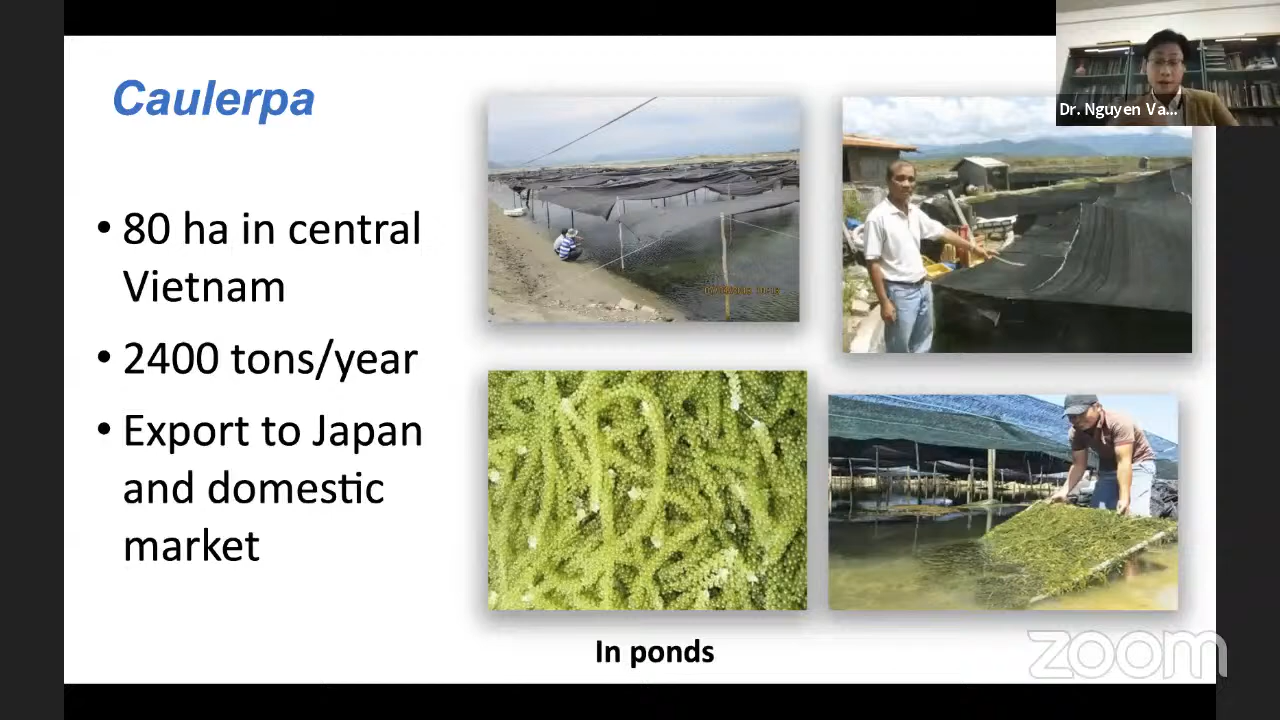 Caulerpa
• 80 ha in central
Vietnam
• 2400 tons/year
• Export to Japan
and domestic
market
In ponds
Dr. Nguyen Va...
zoom